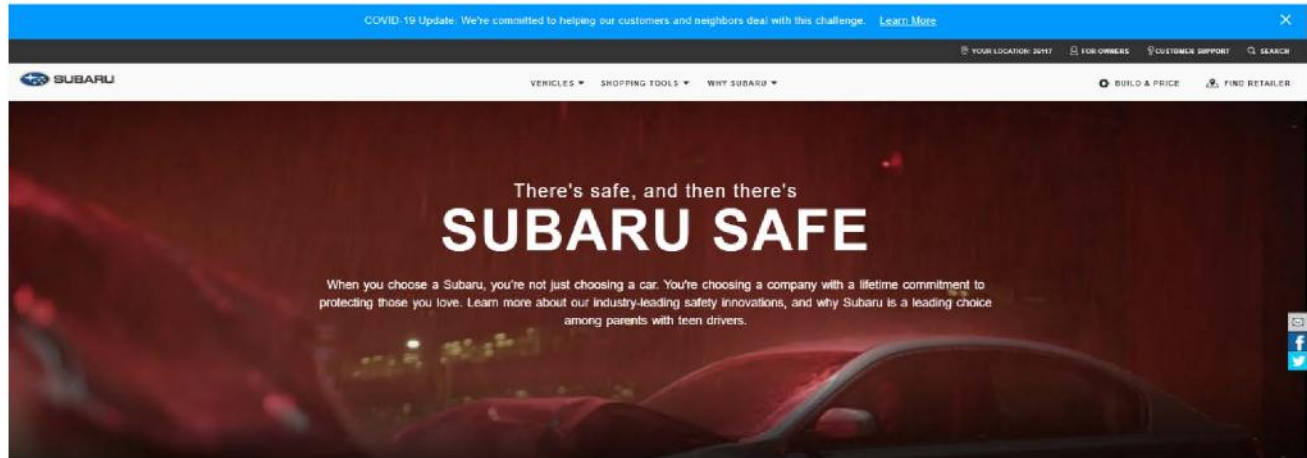 COVID-19 Update: We're committed to helping our customers and neighbors deal with this challenge. Learn More
YOUR LOCATION: 26117 FOR OWNERS CUSTOMER SUPPORT SEARCH
SUBARU VEHICLES SHOPPING TOOLS WHY SUBARU BUILD & PRICE FIND RETAILER
There's safe, and then there's
SUBARU SAFE
When you choose a Subaru, you're not just choosing a car. You're choosing a company with a lifetime commitment to
protecting those you love. Learn more about our industry-leading safety innovations, and why Subaru is a leading choice
among parents with teen drivers.